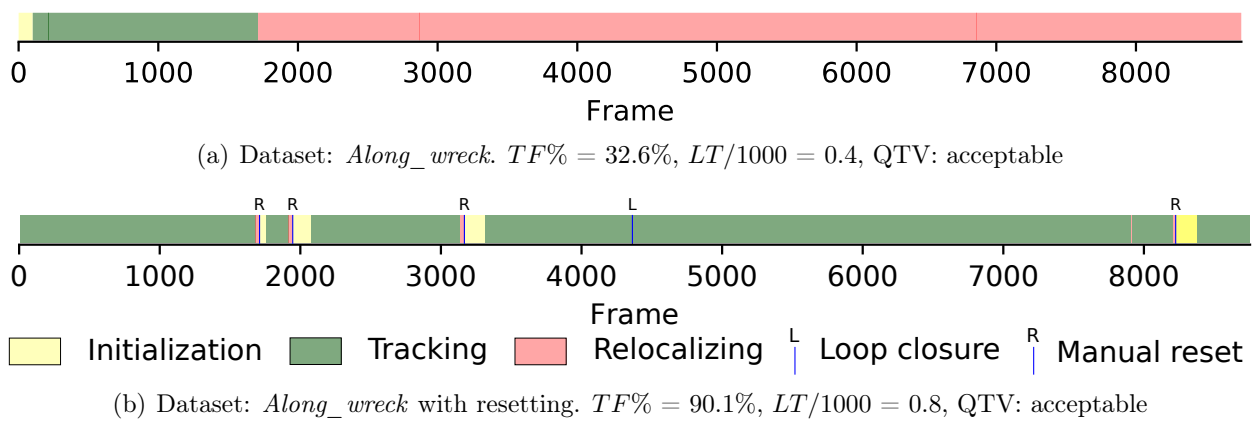 0 1000 2000 3000 4000 5000 6000 7000 8000
Frame
(a) Dataset: Along_wreck. TF% = 32.6%, LT/1000 = 0.4, QTV: acceptable
R R R L R
0 1000 2000 3000 4000 5000 6000 7000 8000
Frame
Initialization Tracking Relocalizing L Loop closure R Manual reset
(b) Dataset: Along_wreck with resetting. TF% = 90.1%, LT/1000 = 0.8, QTV: acceptable